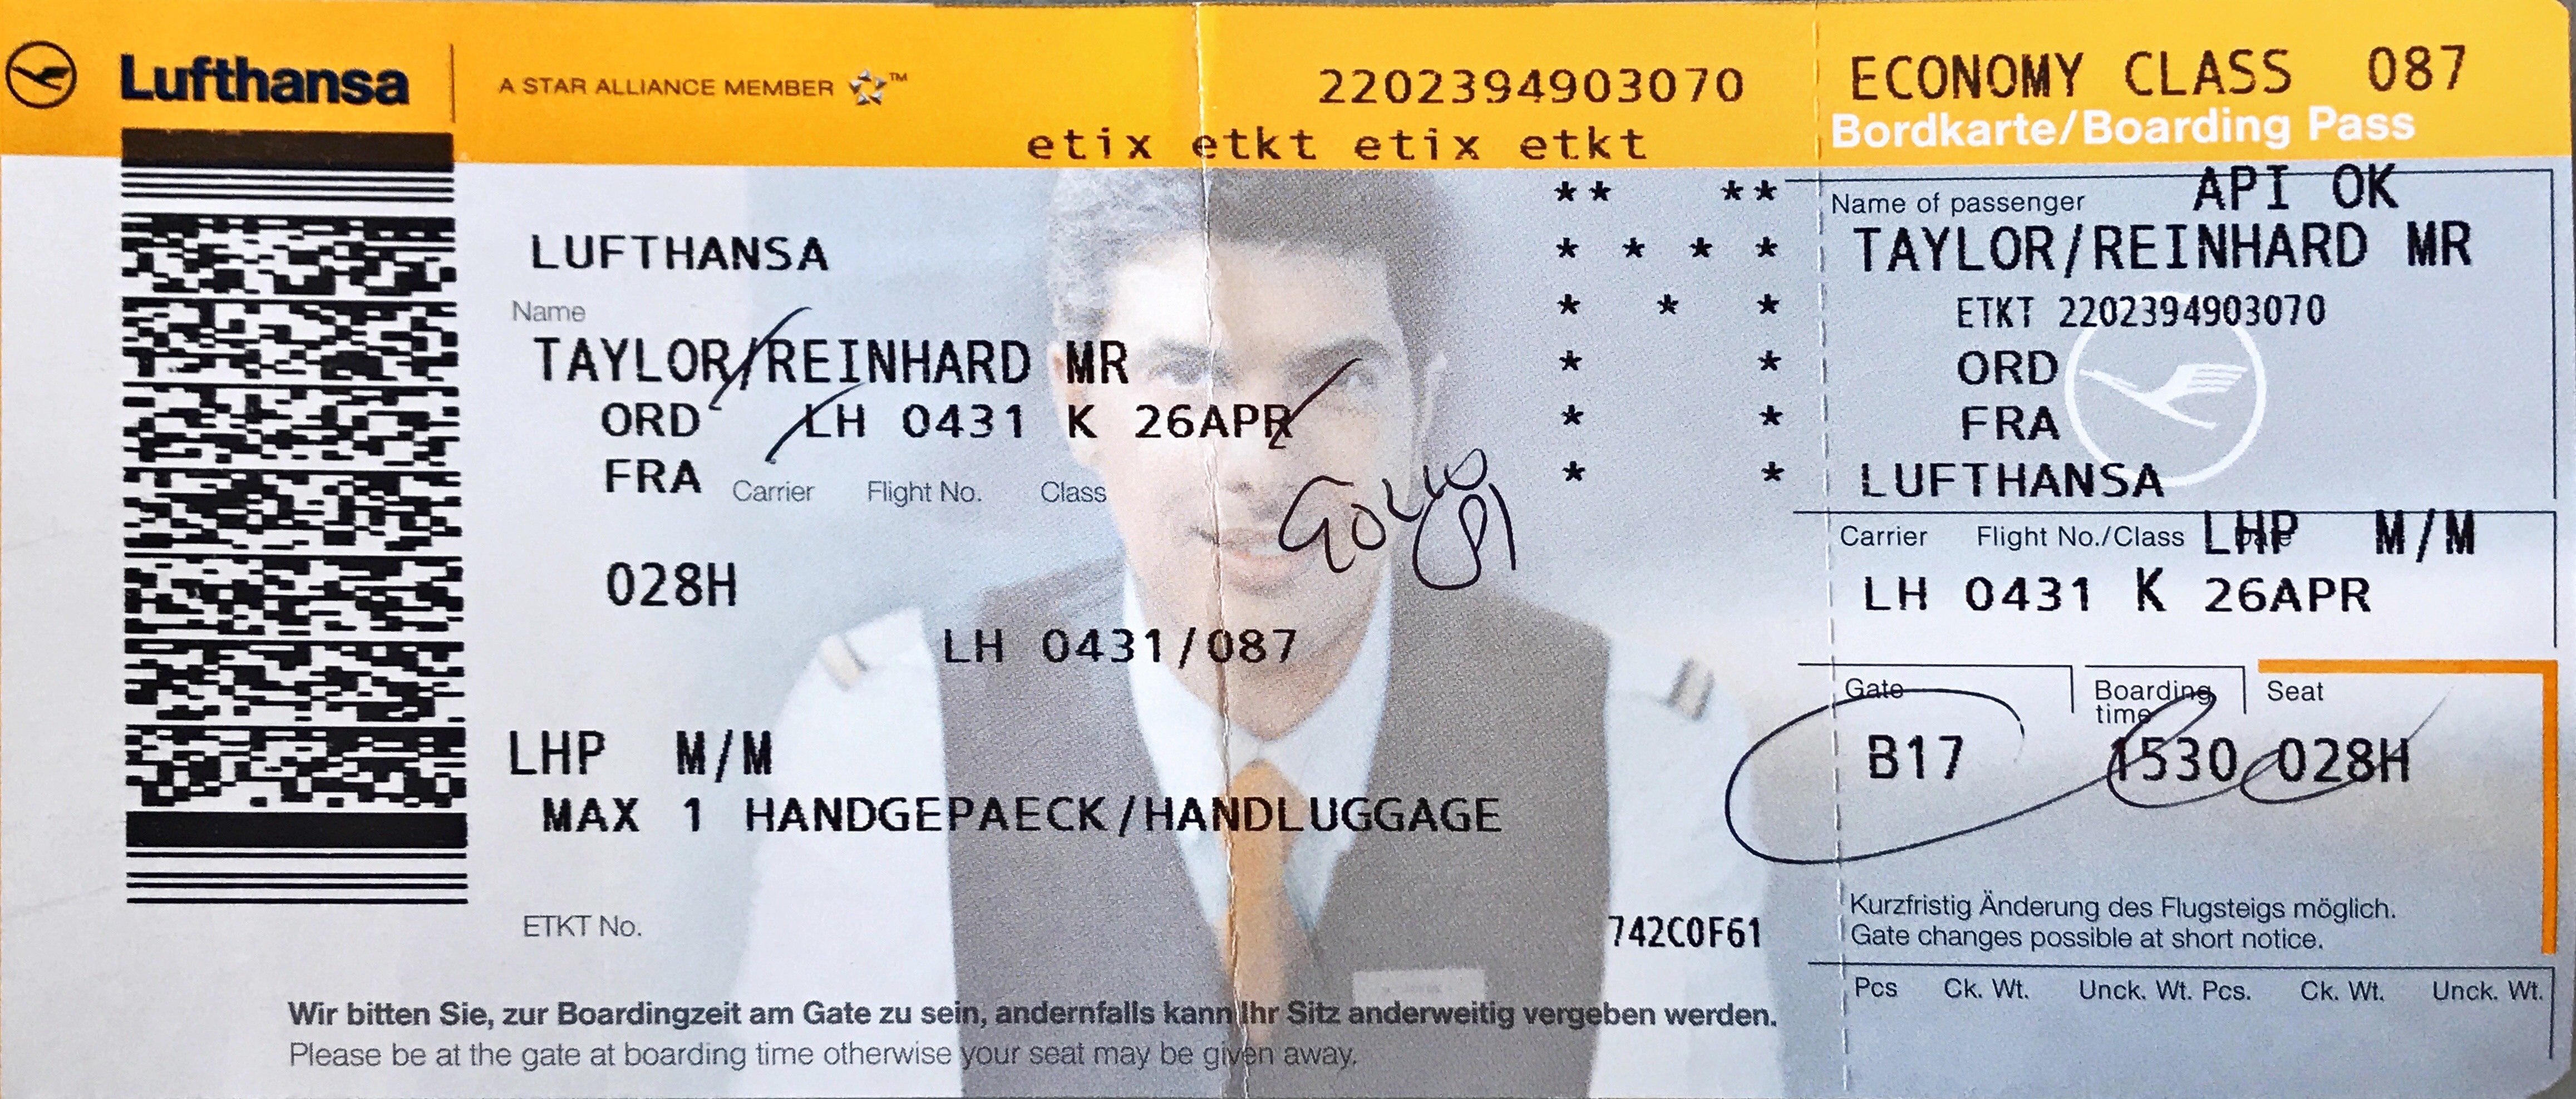 Lufthansa
A STAR ALLIANCE MEMBER ™
2202394903070
etix etkt etix etkt
** **
* * * *
* * *
* *
* *
* *
LUFTHANSA
Name
TAYLOR/REINHARD MR
ORD LH 0431 K 26APR
FRA Carrier Flight No. Class
028H
LH 0431/087
LHP M/M
MAX 1 HANDGEPAECK/HANDLUGGAGE
ETKT No.
742C0F61
Wir bitten Sie, zur Boardingzeit am Gate zu sein, andernfalls kann Ihr Sitz anderweitig vergeben werden.
Please be at the gate at boarding time otherwise your seat may be given away.
ECONOMY CLASS 087
Bordkarte/Boarding Pass
Name of passenger API OK
TAYLOR/REINHARD MR
ETKT 2202394903070
ORD
FRA
LUFTHANSA
Carrier Flight No./Class LHP M/M
LH 0431 K 26APR
Gate Boarding time Seat
B17 1530 028H
Kurzfristig Änderung des Flugsteigs möglich.
Gate changes possible at short notice.
Pcs Ck. Wt. Unck. Wt. Pcs. Ck. Wt. Unck. Wt.